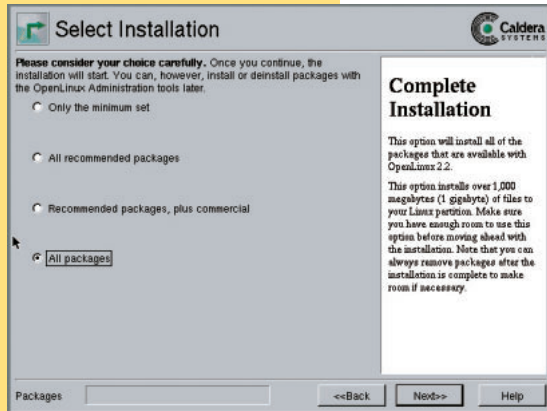 Select Installation
Caldera
SYSTEMS
Please consider your choice carefully. Once you continue, the
installation will start. You can, however, install or deinstall packages with
the OpenLinux Administration tools later.
Only the minimum set
All recommended packages
Recommended packages, plus commercial
All packages
Complete
Installation
This option will install all of the
packages that are available with
OpenLinux 2.2.
This option installs over 1,000
megabytes (1 gigabyte) of files to
your Linux partition. Make sure
you have enough room to use this
option before moving ahead with
the installation. Note that you can
always remove packages after the
installation is complete to make
room if necessary.
Packages
<<Back
Next>>
Help